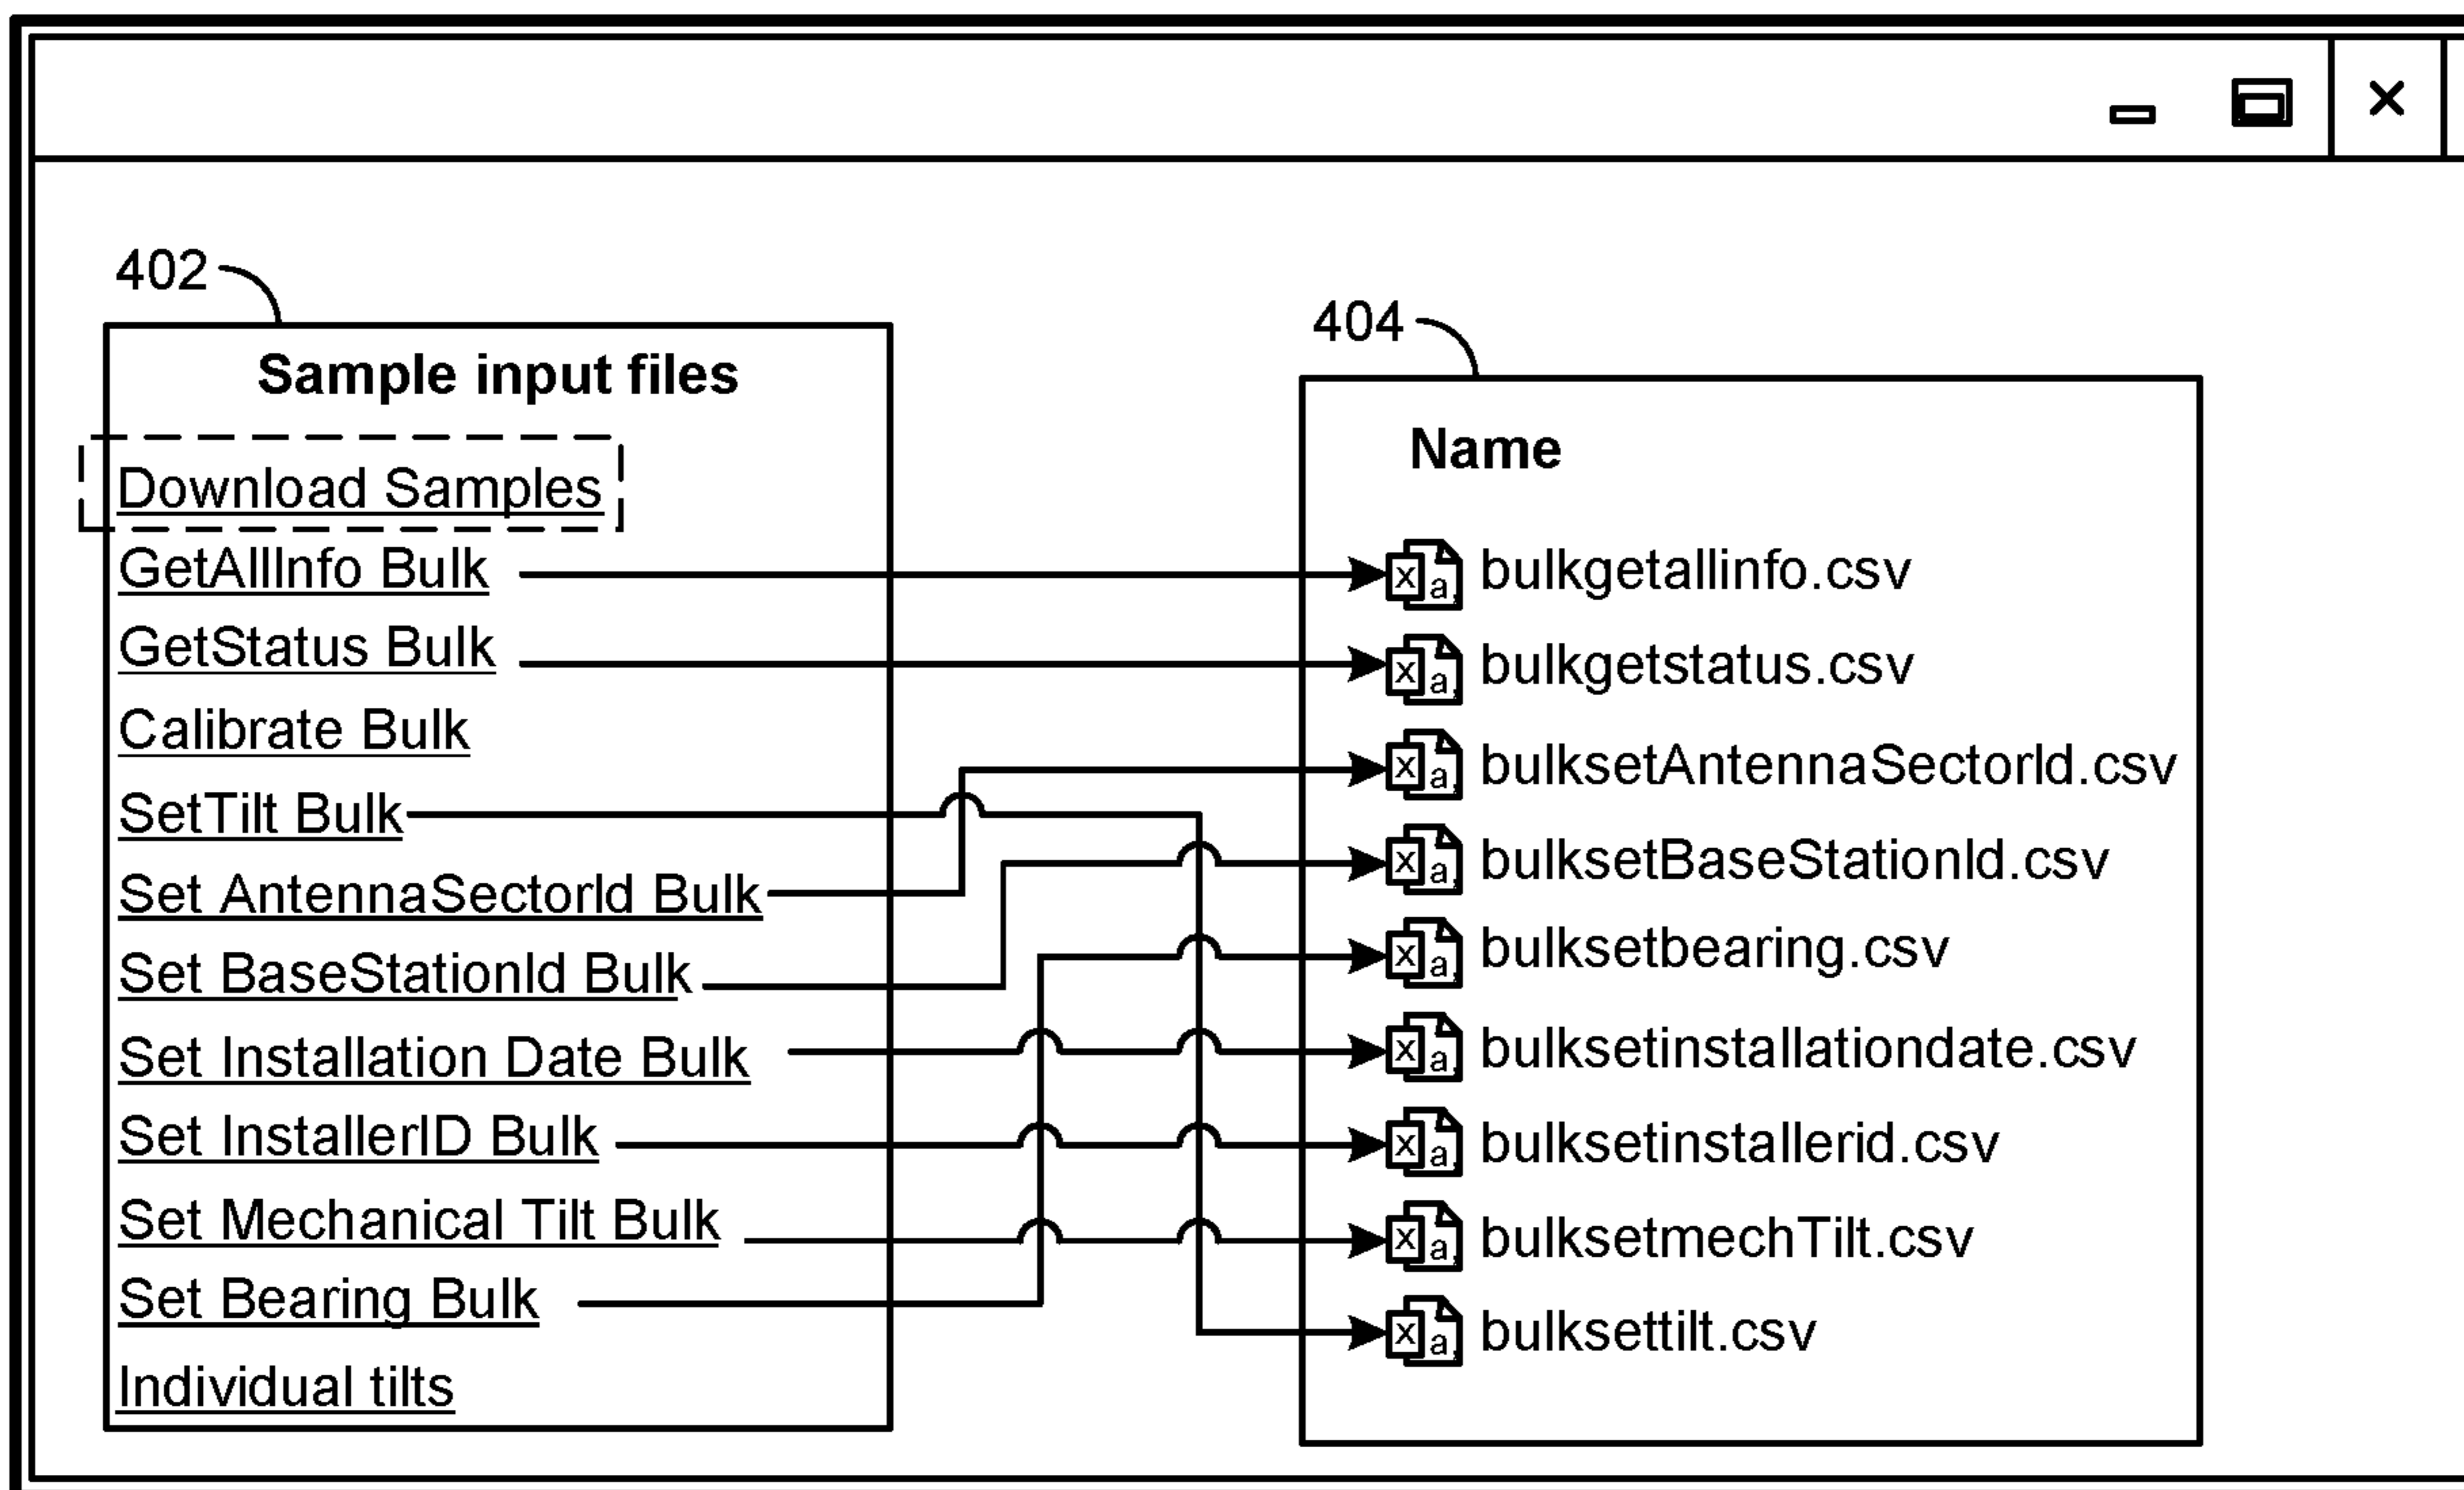 402
Sample input files
Download Samples
GetAllInfo Bulk
GetStatus Bulk
Calibrate Bulk
SetTilt Bulk
Set AntennaSectorId Bulk
Set BaseStationId Bulk
Set Installation Date Bulk
Set InstallerID Bulk
Set Mechanical Tilt Bulk
Set Bearing Bulk
Individual tilts
404
Name
x a, bulkgetallinfo.csv
x a, bulkgetstatus.csv
x a, bulksetAntennaSectorId.csv
x a, bulksetBaseStationId.csv
x a, bulksetbearing.csv
x a, bulksetinstallationdate.csv
x a, bulksetinstallerid.csv
x a, bulksetmechTilt.csv
x a, bulksettilt.csv